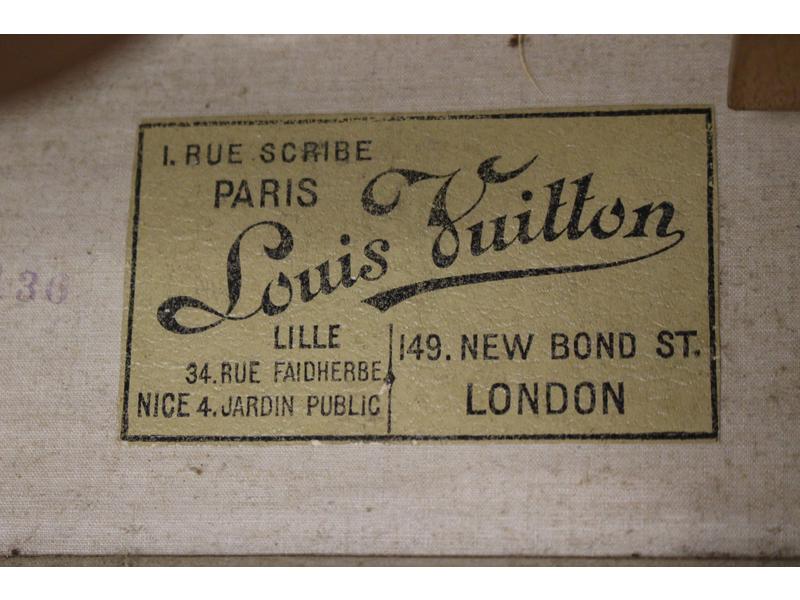 1. RUE SCRIBE
PARIS
Louis Vuitton
LILLE
34. RUE FAIDHERBE
NICE 4. JARDIN PUBLIC
149. NEW BOND ST.
LONDON